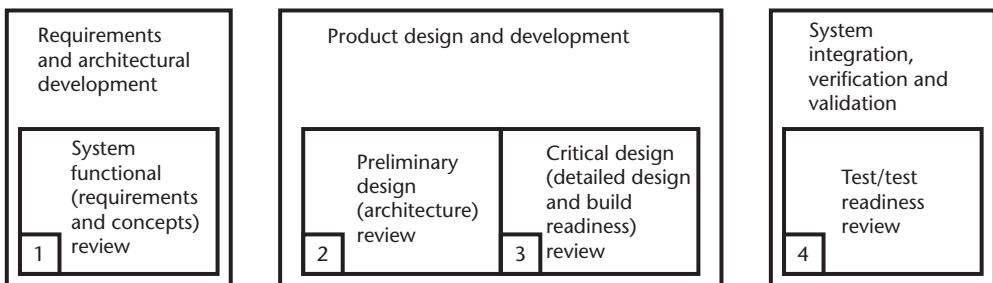 Requirements
and architectural
development
System
functional
(requirements
and concepts)
review
1
Product design and development
Preliminary
design
(architecture)
review
2
Critical design
(detailed design
and build
readiness)
review
3
System
integration,
verification and
validation
Test/test
readiness
review
4